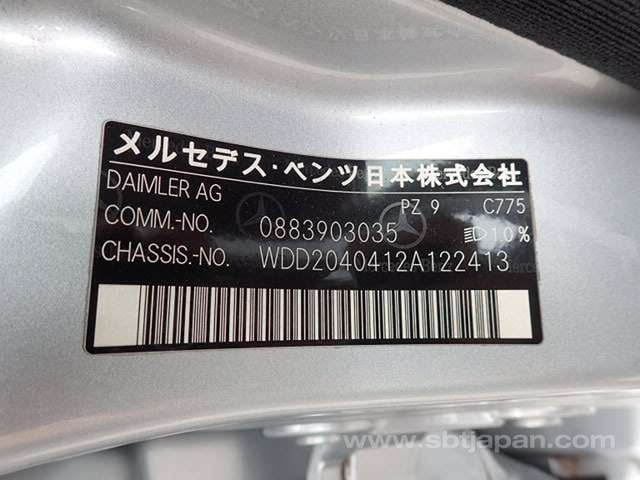 メルセデス・ベンツ日本株式会社
DAIMLER AG PZ 9 C775
COMM.-NO. 0883903035 10%
CHASSIS.-NO. WDD2040412A122413
www.sbtjapan.com